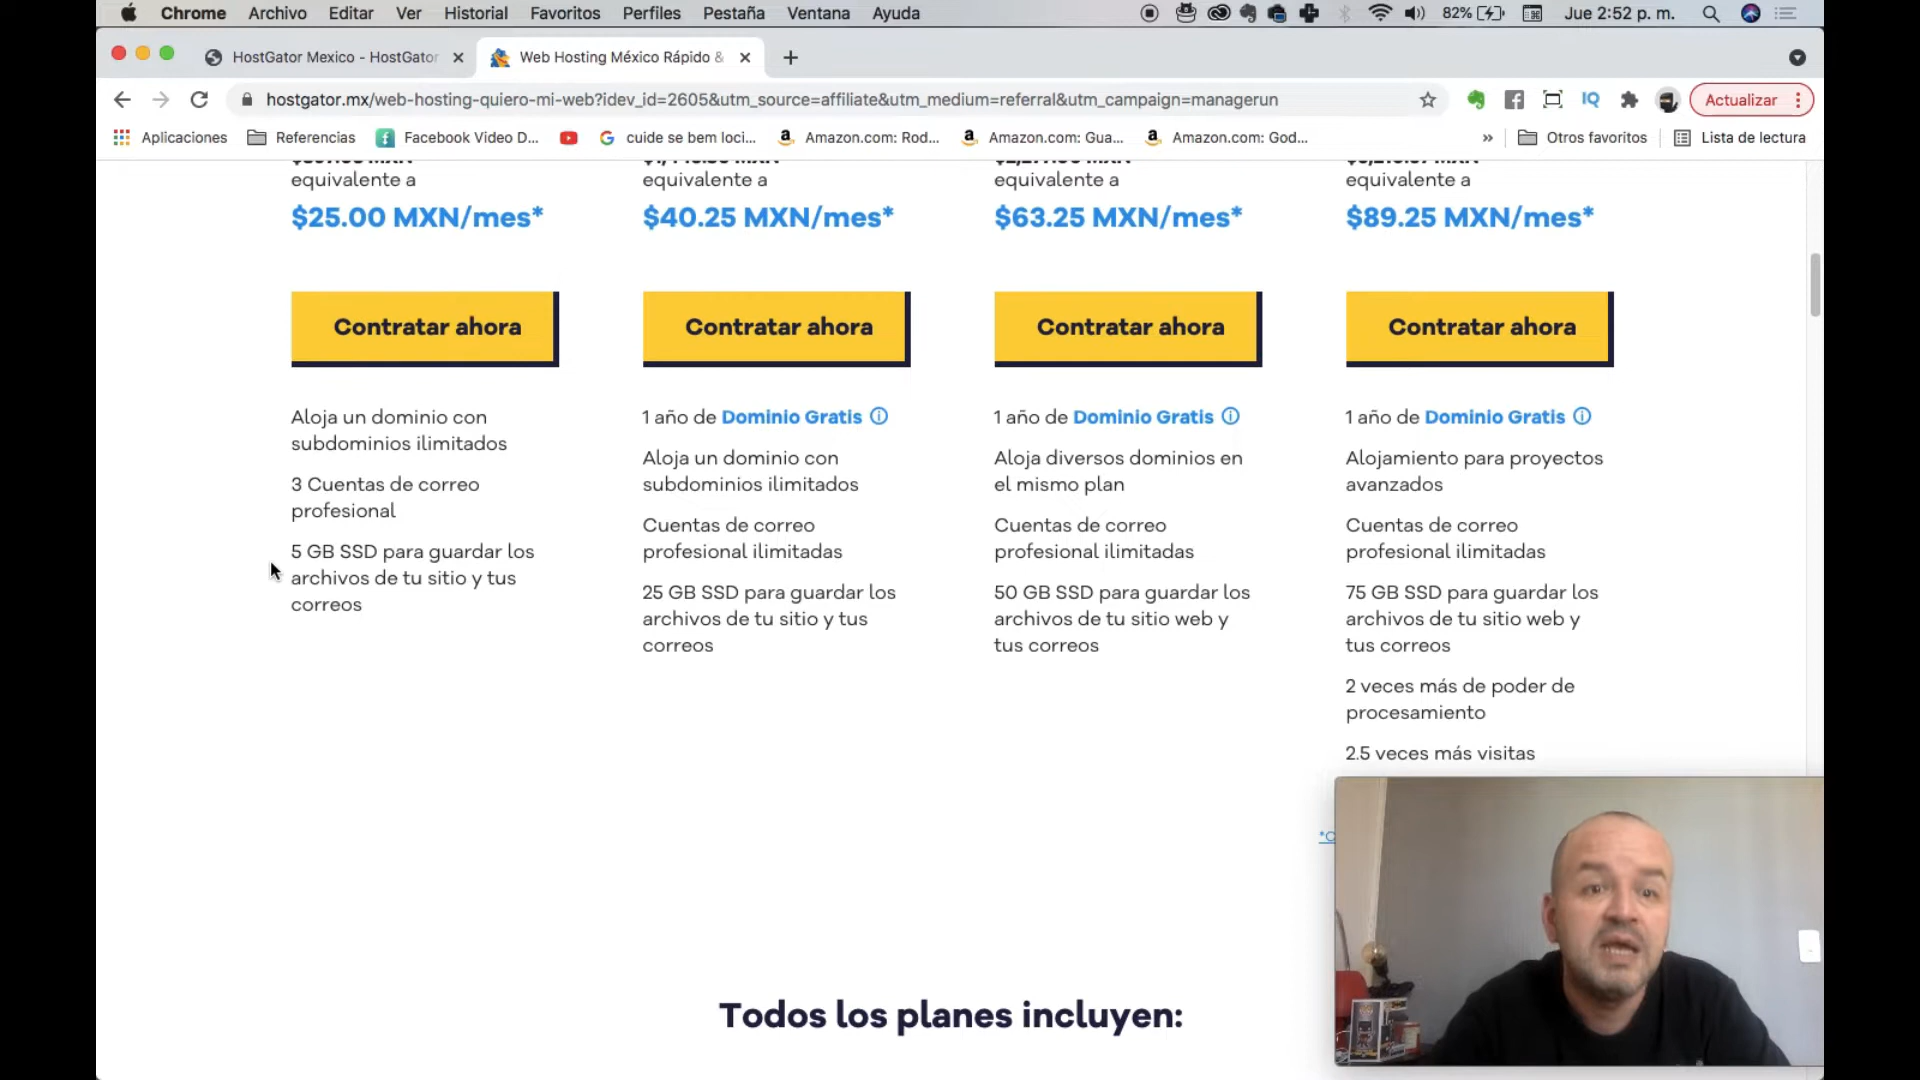 Chrome Archivo Editar Ver Historial Favoritos Perfiles Pestaña Ventana Ayuda 82% Jue 2:52 p. m.
HostGator Mexico - HostGator
Web Hosting México Rápido &
hostgator.mx/web-hosting-quiero-mi-web?idev_id=2605&utm_source=affiliate&utm_medium=referral&utm_campaign=managerun
IQ
Actualizar
Aplicaciones Referencias Facebook Video D... cuide se bem loci... Amazon.com: Rod... Amazon.com: Gua... Amazon.com: God... » Otros favoritos Lista de lectura
equivalente a
$25.00 MXN/mes*
Contratar ahora
Aloja un dominio con
subdominios ilimitados
3 Cuentas de correo
profesional
5 GB SSD para guardar los
archivos de tu sitio y tus
correos
equivalente a
$40.25 MXN/mes*
Contratar ahora
1 año de Dominio Gratis
Aloja un dominio con
subdominios ilimitados
Cuentas de correo
profesional ilimitadas
25 GB SSD para guardar los
archivos de tu sitio y tus
correos
equivalente a
$63.25 MXN/mes*
Contratar ahora
1 año de Dominio Gratis
Aloja diversos dominios en
el mismo plan
Cuentas de correo
profesional ilimitadas
50 GB SSD para guardar los
archivos de tu sitio web y
tus correos
equivalente a
$89.25 MXN/mes*
Contratar ahora
1 año de Dominio Gratis
Alojamiento para proyectos
avanzados
Cuentas de correo
profesional ilimitadas
75 GB SSD para guardar los
archivos de tu sitio web y
tus correos
2 veces más de poder de
procesamiento
2.5 veces más visitas
Todos los planes incluyen: